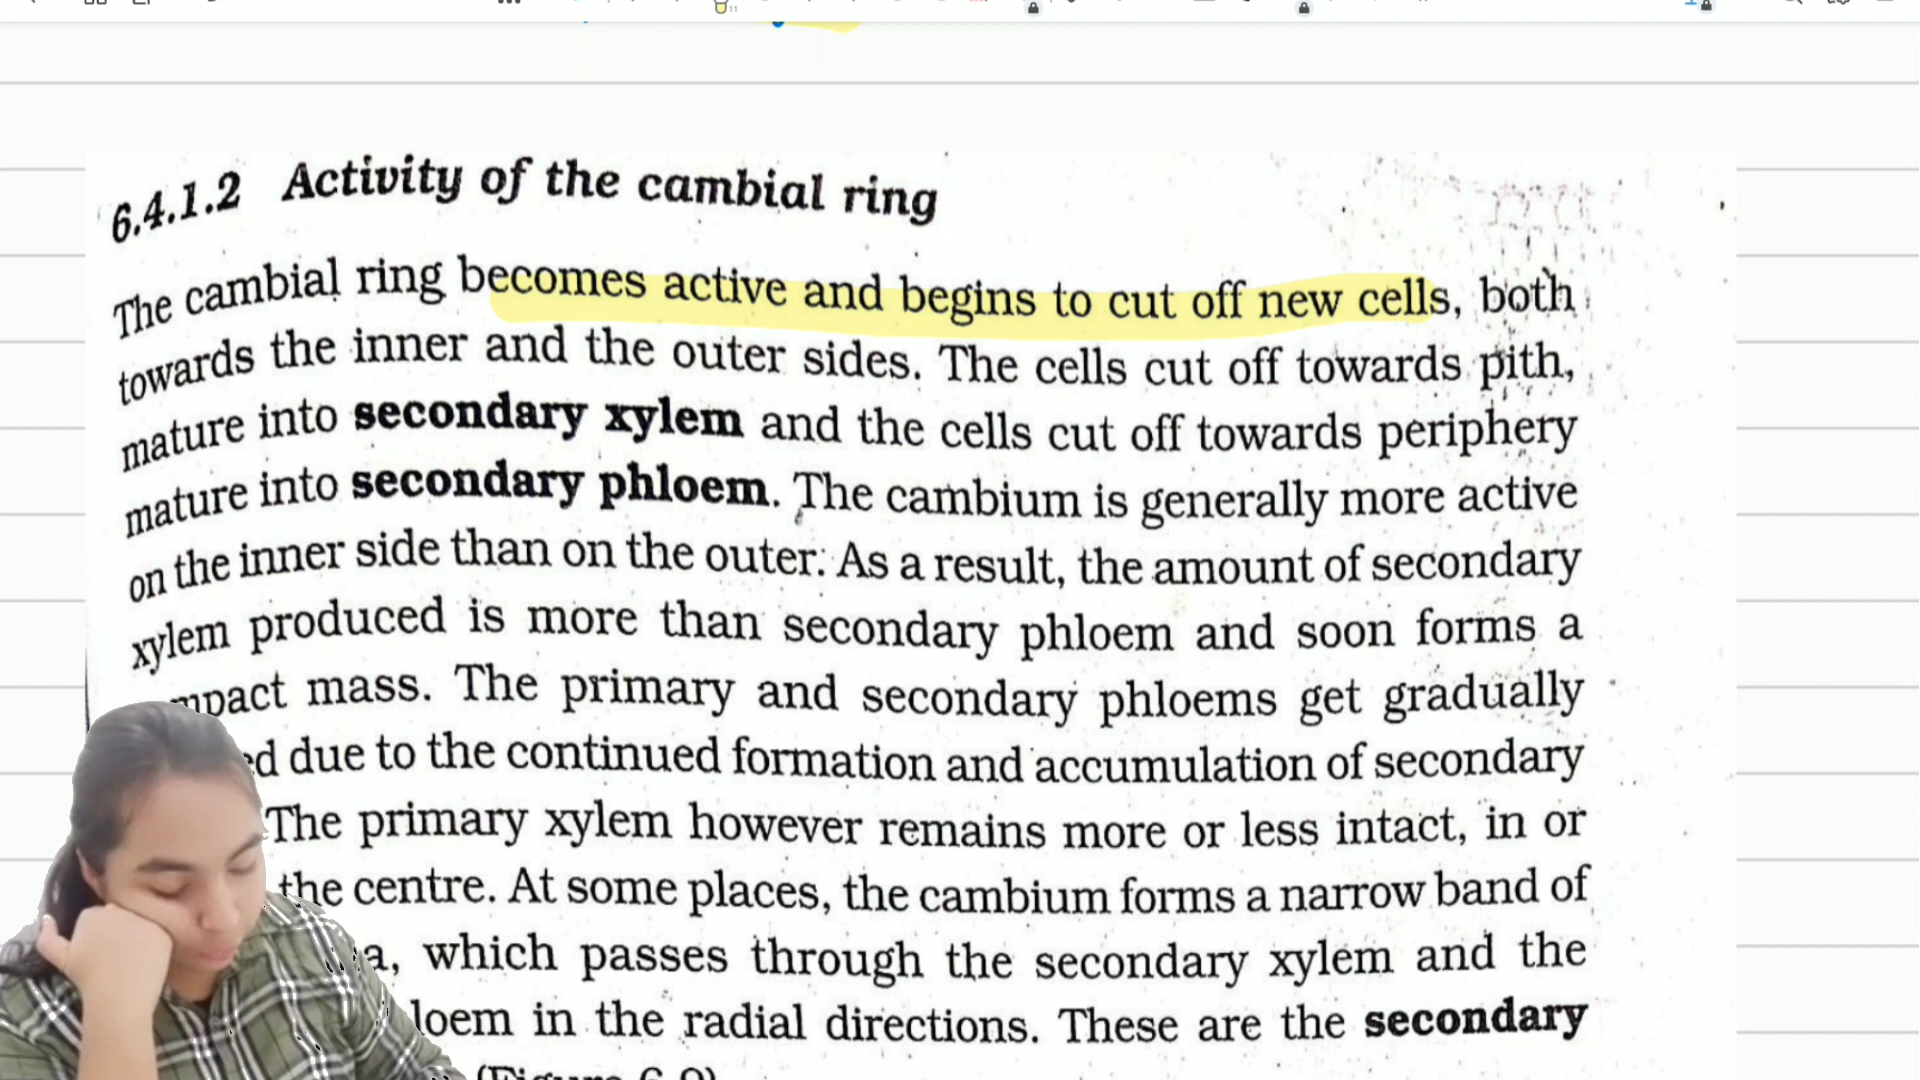 6.4.1.2 Activity of the cambial ring
The cambial ring becomes active and begins to cut off new cells, both
towards the inner and the outer sides. The cells cut off towards pith,
mature into secondary xylem and the cells cut off towards periphery
mature into secondary phloem. The cambium is generally more active
on the inner side than on the outer. As a result, the amount of secondary
xylem produced is more than secondary phloem and soon forms a
mpact mass. The primary and secondary phloems get gradually
ed due to the continued formation and accumulation of secondary
The primary xylem however remains more or less intact, in or
the centre. At some places, the cambium forms a narrow band of
a, which passes through the secondary xylem and the
loem in the radial directions. These are the secondary